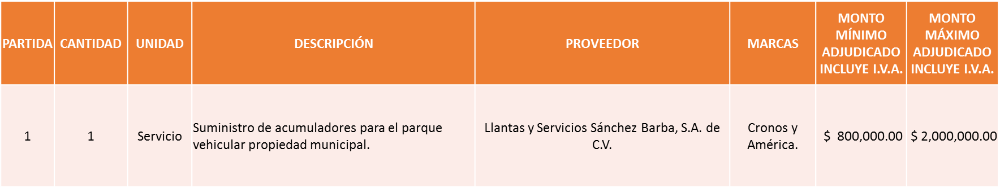 PARTIDA
CANTIDAD
UNIDAD
DESCRIPCIÓN
PROVEEDOR
MARCAS
MONTO
MÍNIMO
ADJUDICADO
INCLUYE I.V.A.
MONTO
MÁXIMO
ADJUDICADO
INCLUYE I.V.A.
1
1
Servicio
Suministro de acumuladores para el parque
vehicular propiedad municipal.
Llantas y Servicios Sánchez Barba, S.A. de
C.V.
Cronos y
América.
$ 800,000.00
$ 2,000,000.00